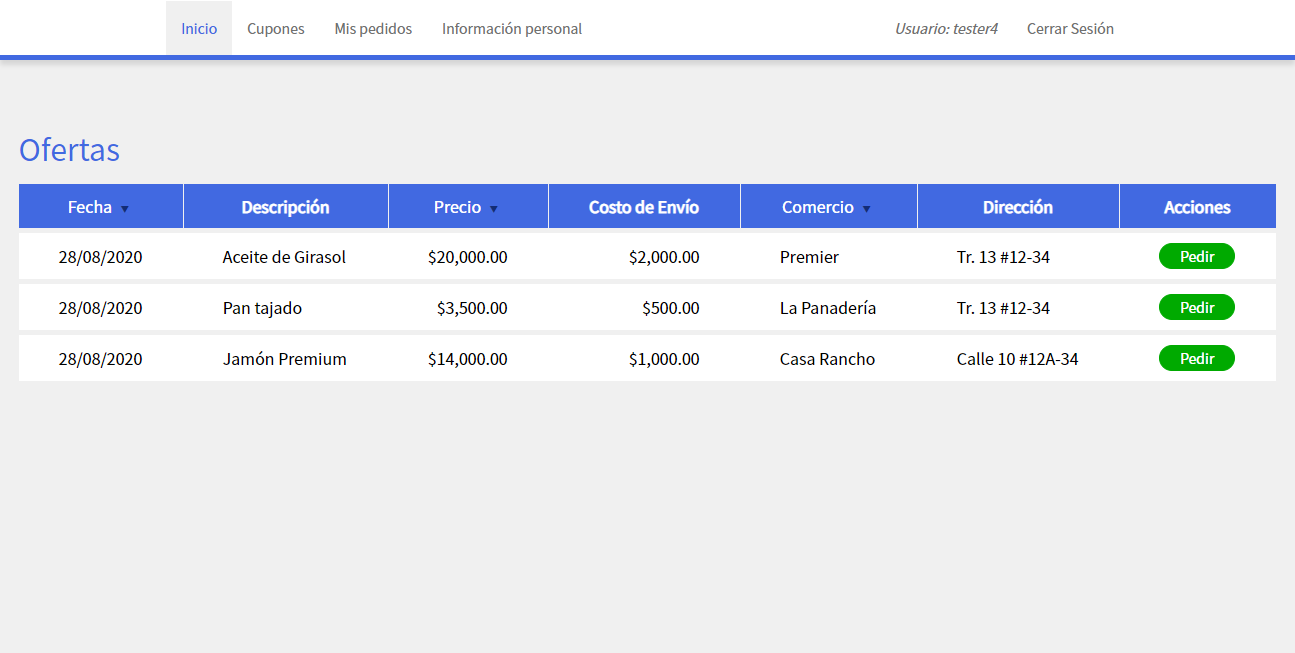 Inicio Cupones Mis pedidos Información personal Usuario: tester4 Cerrar Sesión
Ofertas
Fecha ▼ Descripción Precio ▼ Costo de Envío Comercio ▼ Dirección Acciones
28/08/2020 Aceite de Girasol $20,000.00 $2,000.00 Premier Tr. 13 #12-34 Pedir
28/08/2020 Pan tajado $3,500.00 $500.00 La Panadería Tr. 13 #12-34 Pedir
28/08/2020 Jamón Premium $14,000.00 $1,000.00 Casa Rancho Calle 10 #12A-34 Pedir